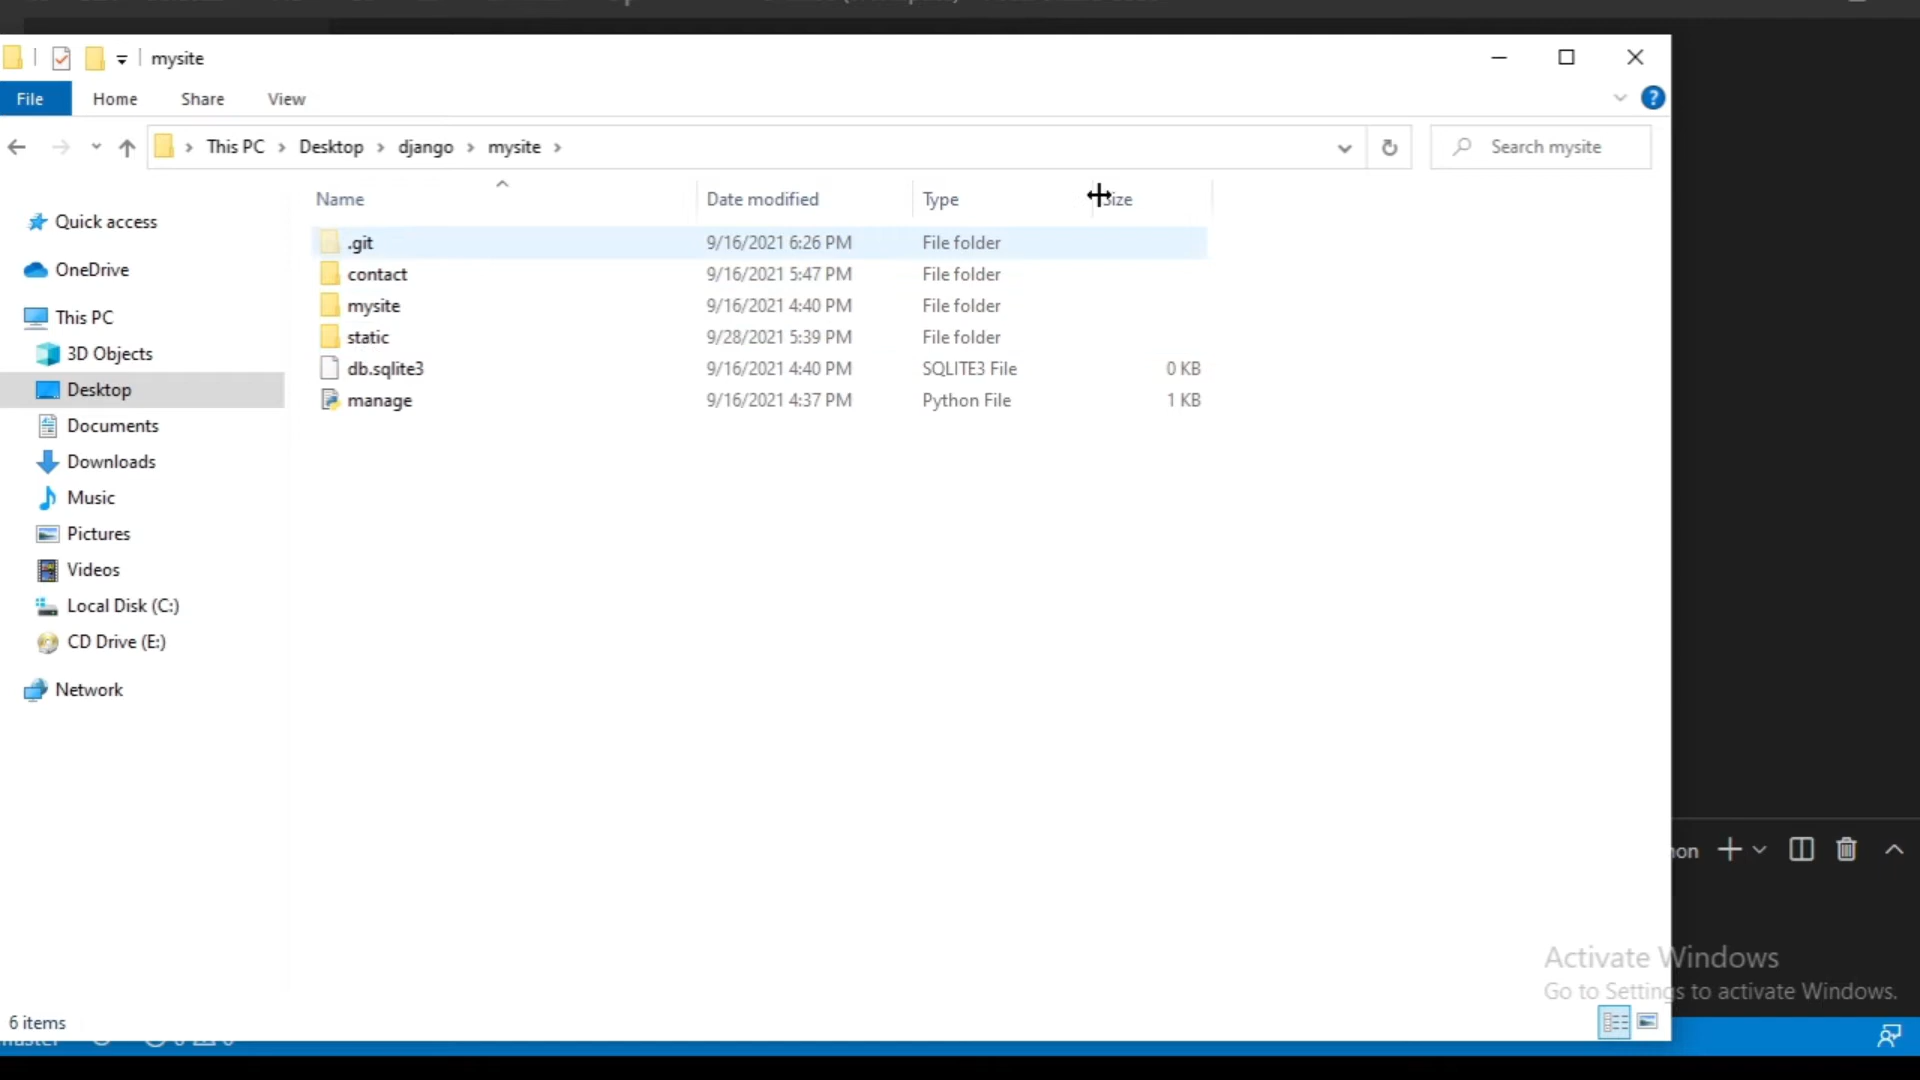 mysite
File Home Share View
This PC Desktop django mysite
Search mysite
Name Date modified Type Size
.git 9/16/2021 6:26 PM File folder
contact 9/16/2021 5:47 PM File folder
mysite 9/16/2021 4:40 PM File folder
static 9/28/2021 5:39 PM File folder
db.sqlite3 9/16/2021 4:40 PM SQLITE3 File 0 KB
manage 9/16/2021 4:37 PM Python File 1 KB
Quick access
OneDrive
This PC
3D Objects
Desktop
Documents
Downloads
Music
Pictures
Videos
Local Disk (C:)
CD Drive (E:)
Network
6 items
Activate Windows
Go to Settings to activate Windows.